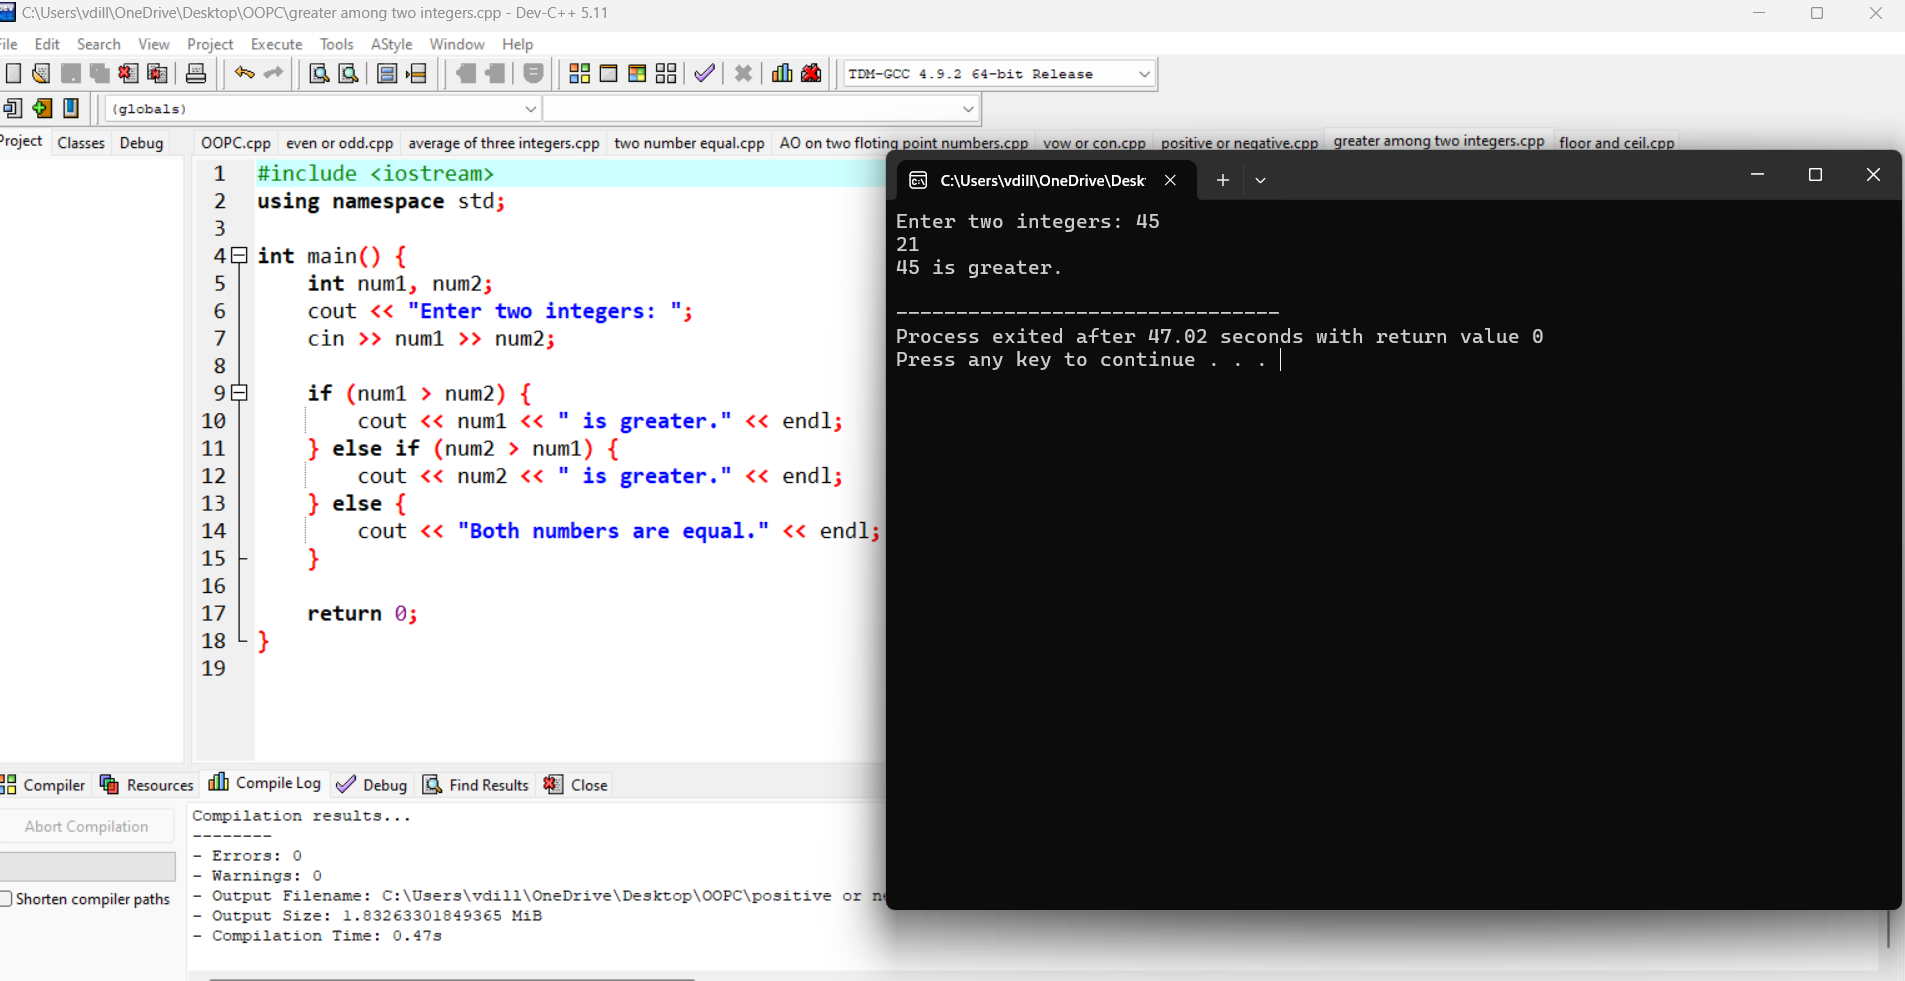 C:\Users\vdill\OneDrive\Desktop\OOPC\greater among two integers.cpp - Dev-C++ 5.11
File Edit Search View Project Execute Tools AStyle Window Help
TDM-GCC 4.9.2 64-bit Release
(globals)
Project Classes Debug
OOPC.cpp even or odd.cpp average of three integers.cpp two number equal.cpp AO on two floting point numbers.cpp vow or con.cpp positive or negative.cpp greater among two integers.cpp floor and ceil.cpp
1 #include <iostream>
2 using namespace std;
3
4 int main() {
5 int num1, num2;
6 cout << "Enter two integers: ";
7 cin >> num1 >> num2;
8
9 if (num1 > num2) {
10 cout << num1 << " is greater." << endl;
11 } else if (num2 > num1) {
12 cout << num2 << " is greater." << endl;
13 } else {
14 cout << "Both numbers are equal." << endl;
15 }
16
17 return 0;
18 }
19
C:\Users\vdill\OneDrive\Desk
Enter two integers: 45
21
45 is greater.
--------------------------------
Process exited after 47.02 seconds with return value 0
Press any key to continue . . .
Compiler Resources Compile Log Debug Find Results Close
Abort Compilation
Shorten compiler paths
Compilation results...
--------
- Errors: 0
- Warnings: 0
- Output Filename: C:\Users\vdill\OneDrive\Desktop\OOPC\positive or ne
- Output Size: 1.83263301849365 MiB
- Compilation Time: 0.47s